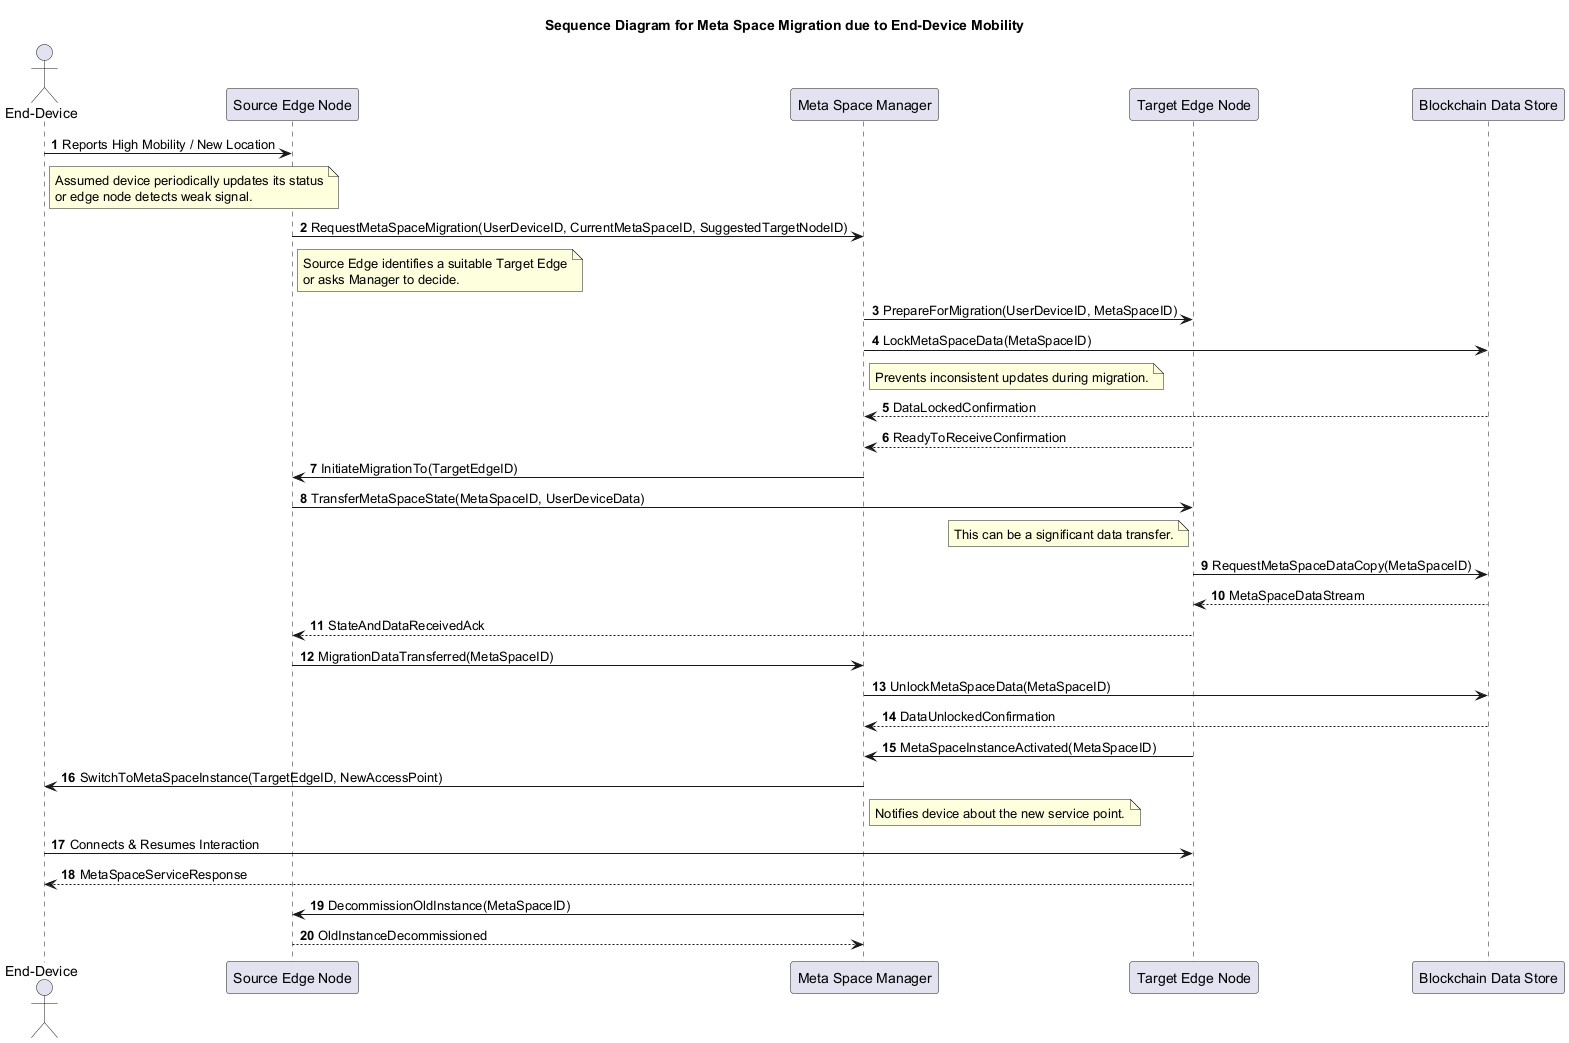 Sequence Diagram for Meta Space Migration due to End-Device Mobility
End-Device
Source Edge Node
Meta Space Manager
Target Edge Node
Blockchain Data Store
1 Reports High Mobility / New Location
Assumed device periodically updates its status
or edge node detects weak signal.
2 RequestMetaSpaceMigration(UserDeviceID, CurrentMetaSpaceID, SuggestedTargetNodeID)
Source Edge identifies a suitable Target Edge
or asks Manager to decide.
3 PrepareForMigration(UserDeviceID, MetaSpaceID)
4 LockMetaSpaceData(MetaSpaceID)
Prevents inconsistent updates during migration.
5 DataLockedConfirmation
6 ReadyToReceiveConfirmation
7 InitiateMigrationTo(TargetEdgeID)
8 TransferMetaSpaceState(MetaSpaceID, UserDeviceData)
This can be a significant data transfer.
9 RequestMetaSpaceDataCopy(MetaSpaceID)
10 MetaSpaceDataStream
11 StateAndDataReceivedAck
12 MigrationDataTransferred(MetaSpaceID)
13 UnlockMetaSpaceData(MetaSpaceID)
14 DataUnlockedConfirmation
15 MetaSpaceInstanceActivated(MetaSpaceID)
16 SwitchToMetaSpaceInstance(TargetEdgeID, NewAccessPoint)
Notifies device about the new service point.
17 Connects & Resumes Interaction
18 MetaSpaceServiceResponse
19 DecommissionOldInstance(MetaSpaceID)
20 OldInstanceDecommissioned
End-Device
Source Edge Node
Meta Space Manager
Target Edge Node
Blockchain Data Store